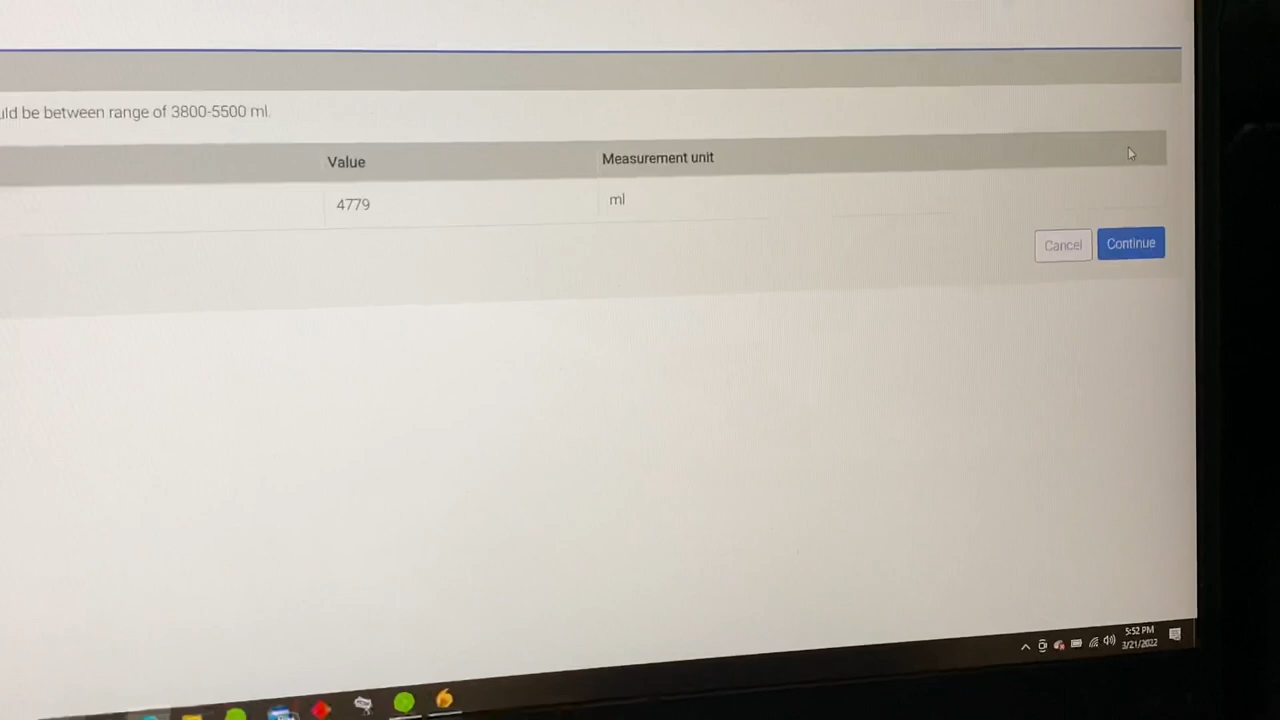 uld be between range of 3800-5500 ml.
Value Measurement unit
4779 ml
Cancel Continue
5:52 PM
3/21/2022